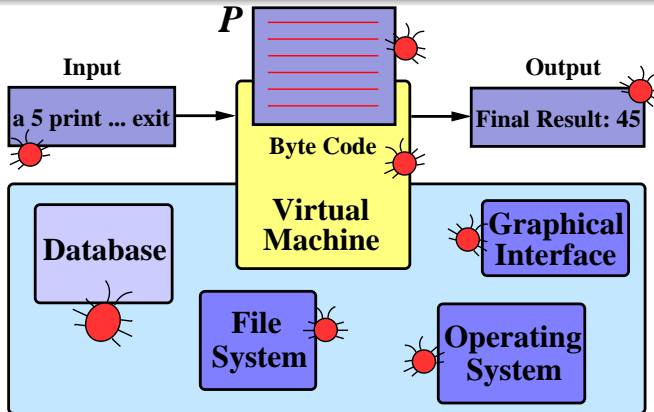 P
Input
Output
a 5 print ... exit
Final Result: 45
Byte Code
Virtual
Machine
Database
Graphical
Interface
File
System
Operating
System